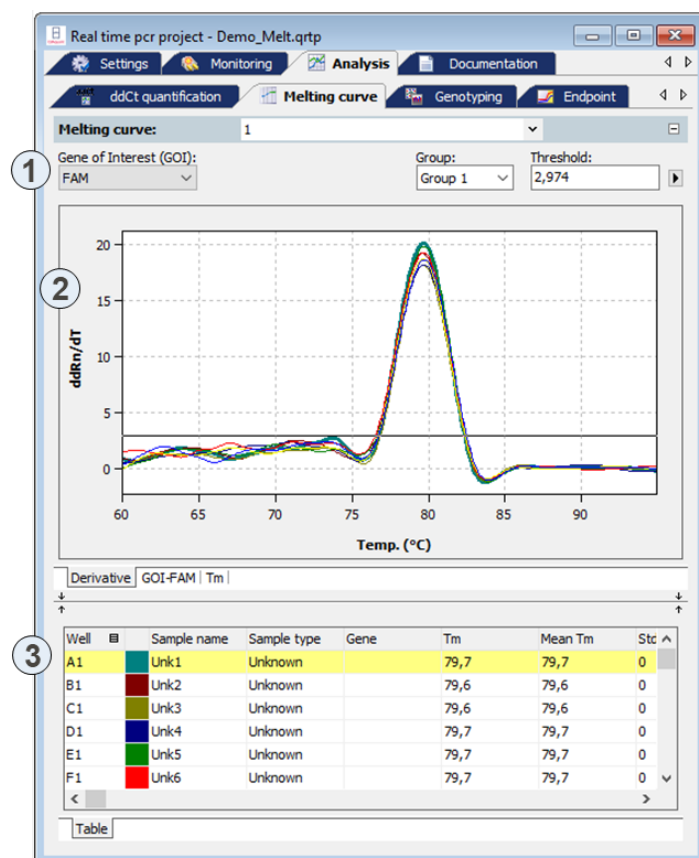 Real time pcr project - Demo_Melt.qrtp
Settings Monitoring Analysis Documentation
ddCt quantification Melting curve Genotyping Endpoint
Melting curve: 1
1
Gene of Interest (GOI): Group: Threshold:
FAM Group 1 2,974
2
ddRn/dT
20
15
10
5
0
60 65 70 75 80 85 90
Temp. (°C)
Derivative GOI-FAM Tm
3
Well Sample name Sample type Gene Tm Mean Tm Std
A1 Unk1 Unknown 79,7 79,7 0
B1 Unk2 Unknown 79,6 79,6 0
C1 Unk3 Unknown 79,6 79,6 0
D1 Unk4 Unknown 79,7 79,7 0
E1 Unk5 Unknown 79,7 79,7 0
F1 Unk6 Unknown 79,7 79,7 0
Table